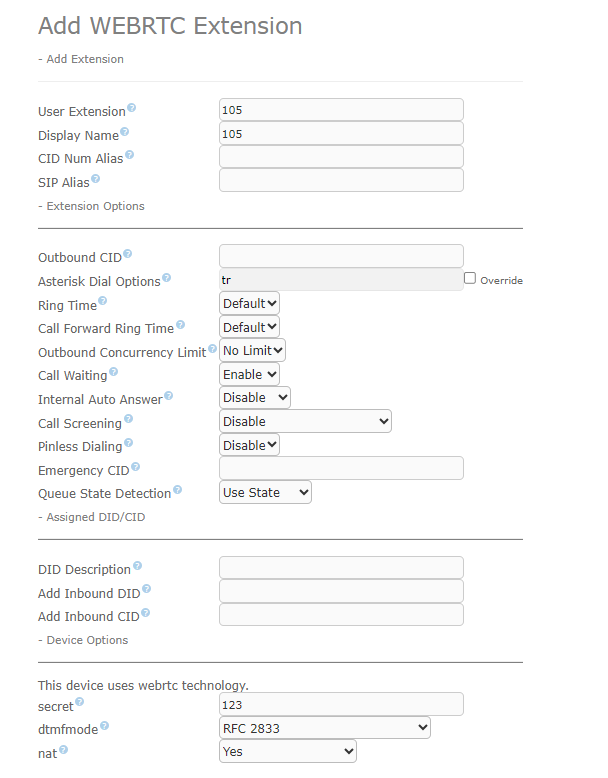 Add WEBRTC Extension
- Add Extension
User Extension? 105
Display Name? 105
CID Num Alias?
SIP Alias?
- Extension Options
Outbound CID?
Asterisk Dial Options? tr Override
Ring Time? Default
Call Forward Ring Time? Default
Outbound Concurrency Limit? No Limit
Call Waiting? Enable
Internal Auto Answer? Disable
Call Screening? Disable
Pinless Dialing? Disable
Emergency CID?
Queue State Detection? Use State
- Assigned DID/CID
DID Description?
Add Inbound DID?
Add Inbound CID?
- Device Options
This device uses webrtc technology.
secret? 123
dtmfmode? RFC 2833
nat? Yes